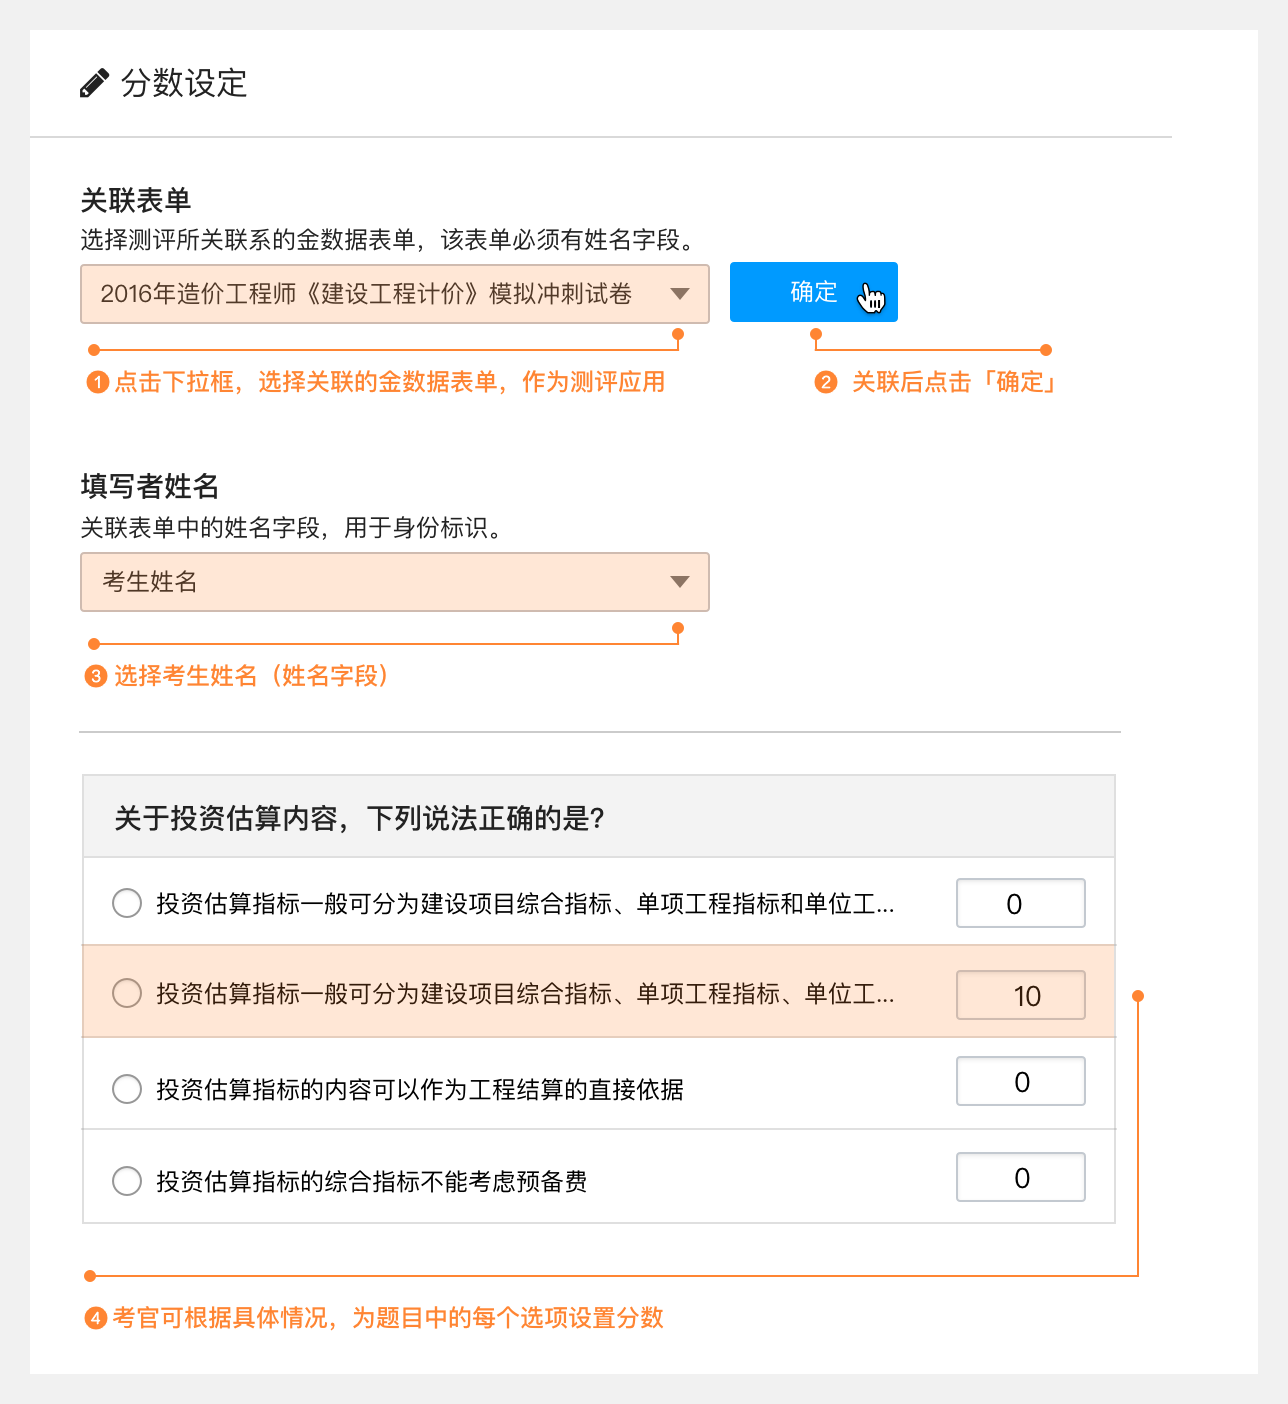 分数设定
关联表单
选择测评所关联系的金数据表单，该表单必须有姓名字段。
2016年造价工程师《建设工程计价》模拟冲刺试卷
确定
1 点击下拉框，选择关联的金数据表单，作为测评应用
2 关联后点击「确定」
填写者姓名
关联表单中的姓名字段，用于身份标识。
考生姓名
3 选择考生姓名（姓名字段）
关于投资估算内容，下列说法正确的是?
投资估算指标一般可分为建设项目综合指标、单项工程指标和单位工... 0
投资估算指标一般可分为建设项目综合指标、单项工程指标、单位工... 10
投资估算指标的内容可以作为工程结算的直接依据 0
投资估算指标的综合指标不能考虑预备费 0
4 考官可根据具体情况，为题目中的每个选项设置分数